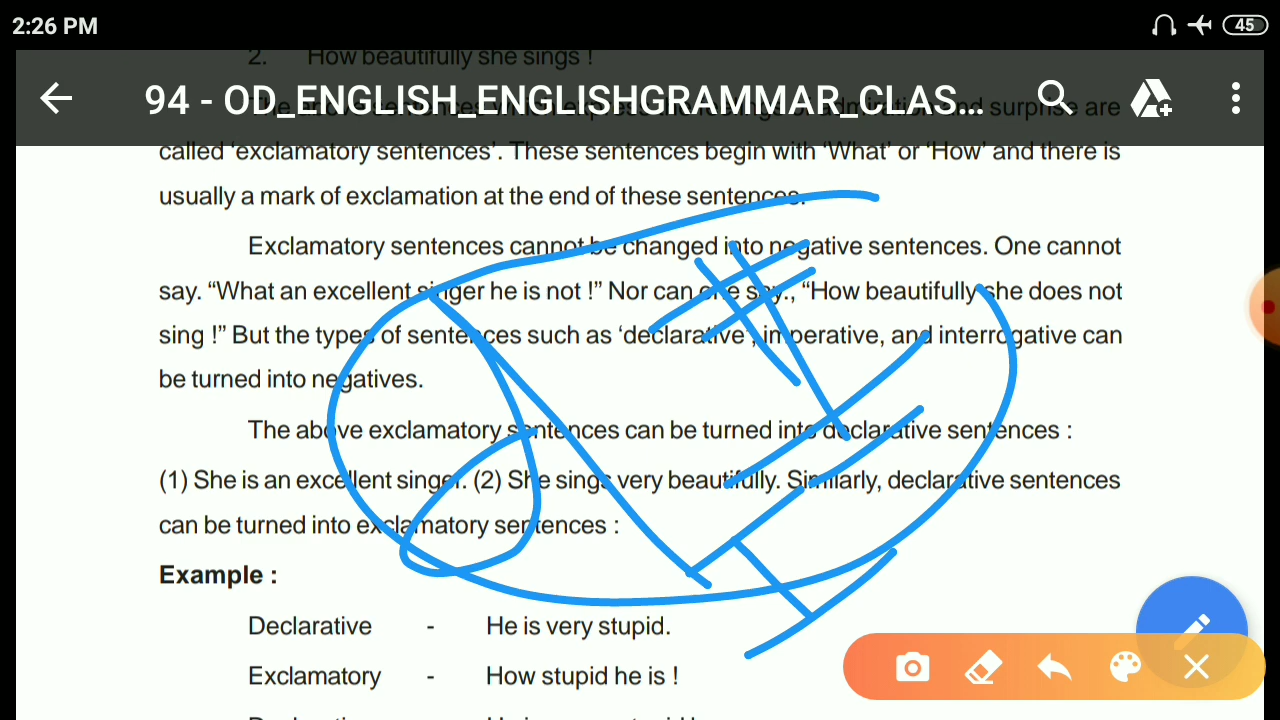 2:26 PM
45
2. How beautifully she sings !
94 - OD_ENGLISH_ENGLISHGRAMMAR_CLAS...
surprise are
called ‘exclamatory sentences’. These sentences begin with ‘What’ or ‘How’ and there is
usually a mark of exclamation at the end of these sentences.
Exclamatory sentences cannot be changed into negative sentences. One cannot
say. “What an excellent singer he is not !” Nor can one say., “How beautifully she does not
sing !” But the types of sentences such as ‘declarative’, imperative, and interrogative can
be turned into negatives.
The above exclamatory sentences can be turned into declarative sentences :
(1) She is an excellent singer. (2) She sings very beautifully. Similarly, declarative sentences
can be turned into exclamatory sentences :
Example :
Declarative - He is very stupid.
Exclamatory - How stupid he is !